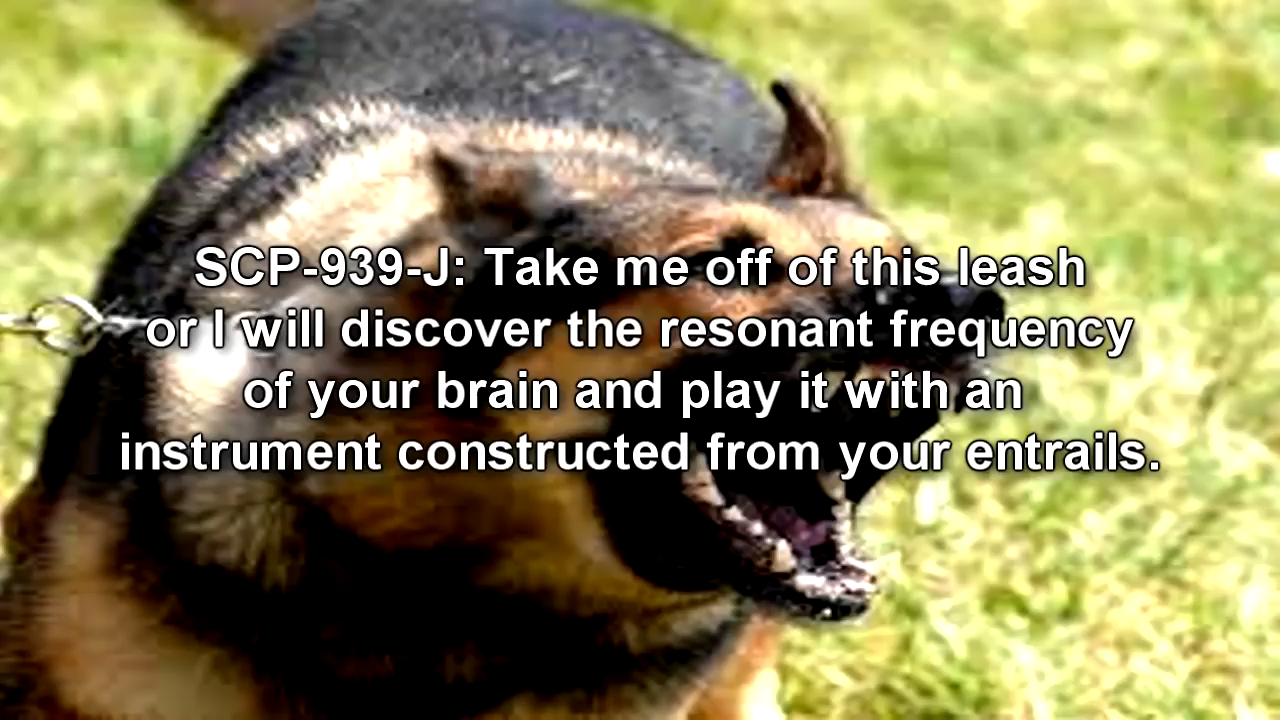 SCP-939-J: Take me off of this leash
or I will discover the resonant frequency
of your brain and play it with an
instrument constructed from your entrails.